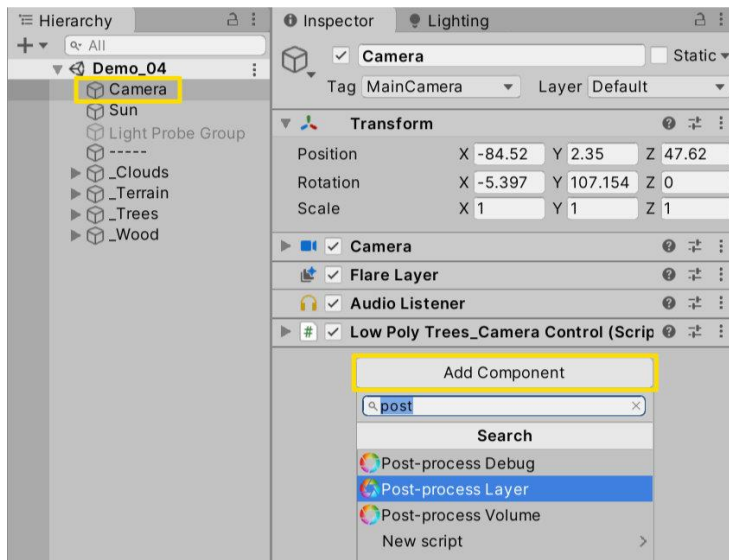 Hierarchy
All
Demo_04
Camera
Sun
Light Probe Group
-----
_Clouds
_Terrain
_Trees
_Wood
Inspector
Lighting
Camera
Static
Tag MainCamera Layer Default
Transform
Position X -84.52 Y 2.35 Z 47.62
Rotation X -5.397 Y 107.154 Z 0
Scale X 1 Y 1 Z 1
Camera
Flare Layer
Audio Listener
# Low Poly Trees_Camera Control (Scrip
Add Component
post
Search
Post-process Debug
Post-process Layer
Post-process Volume
New script